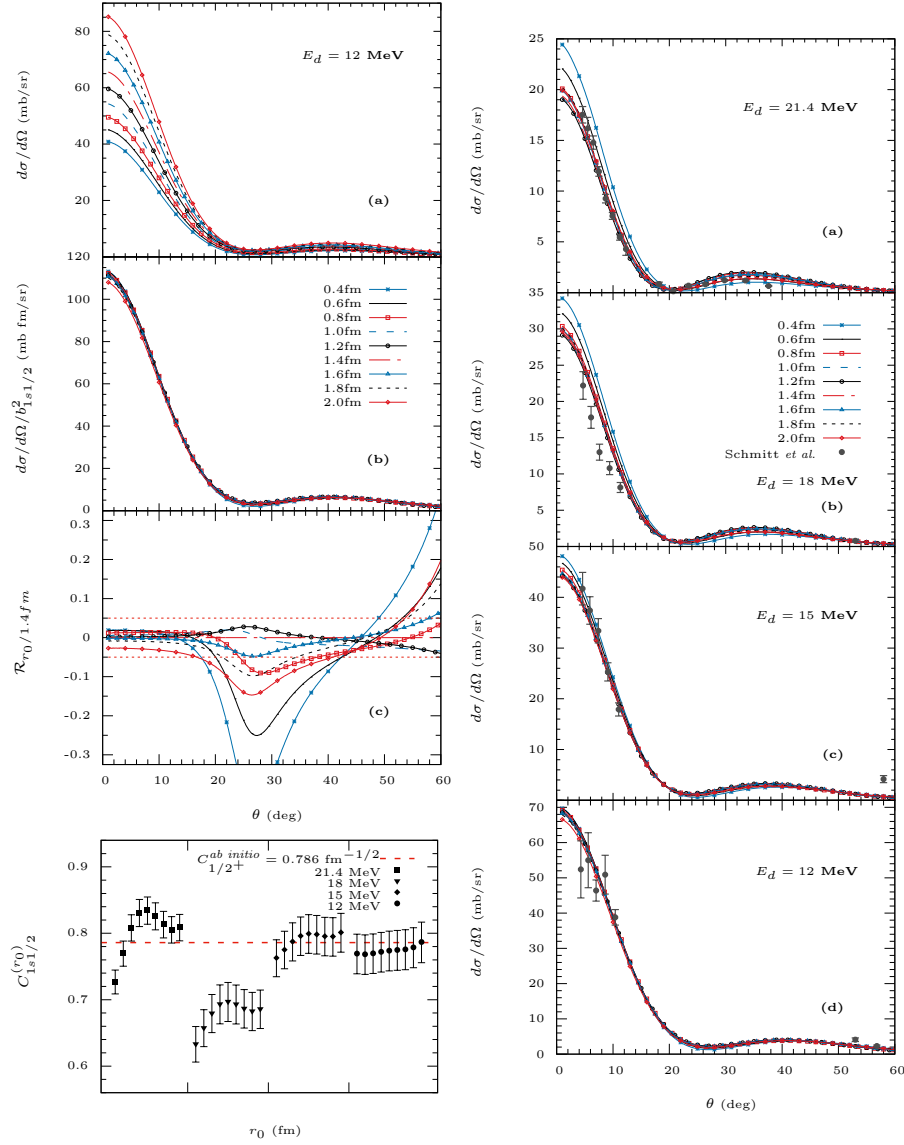 E_d = 12 MeV
dσ/dΩ (mb/sr)
80
60
40
20
(a)
120
100
80
60
40
20
0
dσ/dΩ/b²_{1s1/2} (mb fm/sr)
0.4fm
0.6fm
0.8fm
1.0fm
1.2fm
1.4fm
1.6fm
1.8fm
2.0fm
(b)
0.3
0.2
0.1
0
-0.1
-0.2
-0.3
R_{r_0/1.4fm}
(c)
0 10 20 30 40 50 60
θ (deg)
C^{ab initio}_{1/2+} = 0.786 fm^{-1/2}
21.4 MeV
18 MeV
15 MeV
12 MeV
0.9
0.8
0.7
0.6
C^{(r_0)}_{1s1/2}
r_0 (fm)
E_d = 21.4 MeV
dσ/dΩ (mb/sr)
25
20
15
10
5
(a)
35
30
25
20
15
10
5
dσ/dΩ (mb/sr)
0.4fm
0.6fm
0.8fm
1.0fm
1.2fm
1.4fm
1.6fm
1.8fm
2.0fm
Schmitt et al.
E_d = 18 MeV
(b)
50
40
30
20
10
dσ/dΩ (mb/sr)
E_d = 15 MeV
(c)
70
60
50
40
30
20
10
0
dσ/dΩ (mb/sr)
E_d = 12 MeV
(d)
0 10 20 30 40 50 60
θ (deg)